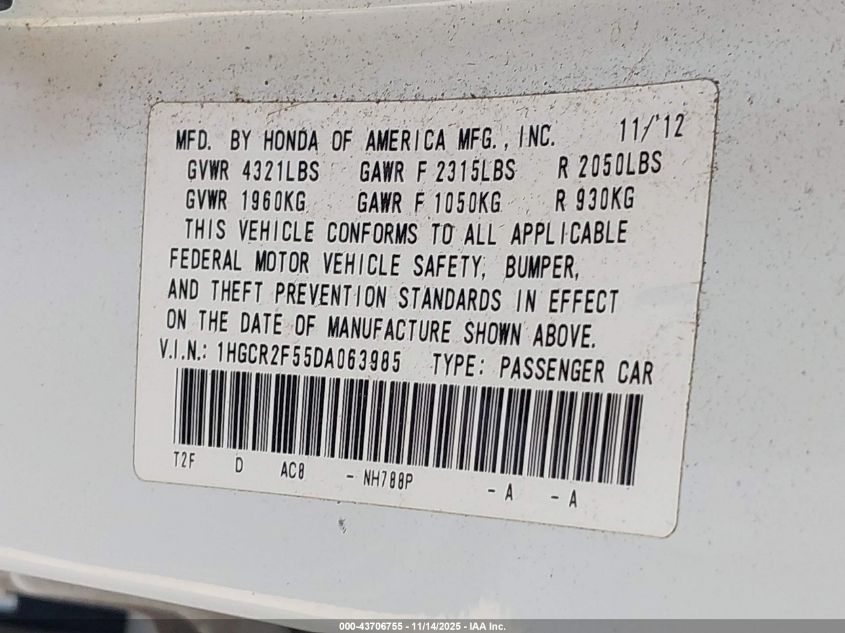 MFD. BY HONDA OF AMERICA MFG., INC. 11/'12
GVWR 4321LBS GAWR F 2315LBS R 2050LBS
GVWR 1960KG GAWR F 1050KG R 930KG
THIS VEHICLE CONFORMS TO ALL APPLICABLE
FEDERAL MOTOR VEHICLE SAFETY, BUMPER,
AND THEFT PREVENTION STANDARDS IN EFFECT
ON THE DATE OF MANUFACTURE SHOWN ABOVE.
V.I.N.: 1HGCR2F55DA063985 TYPE: PASSENGER CAR
T2F D AC8 - NH788P - A - A
000-43706755 - 11/14/2025 - IAA Inc.